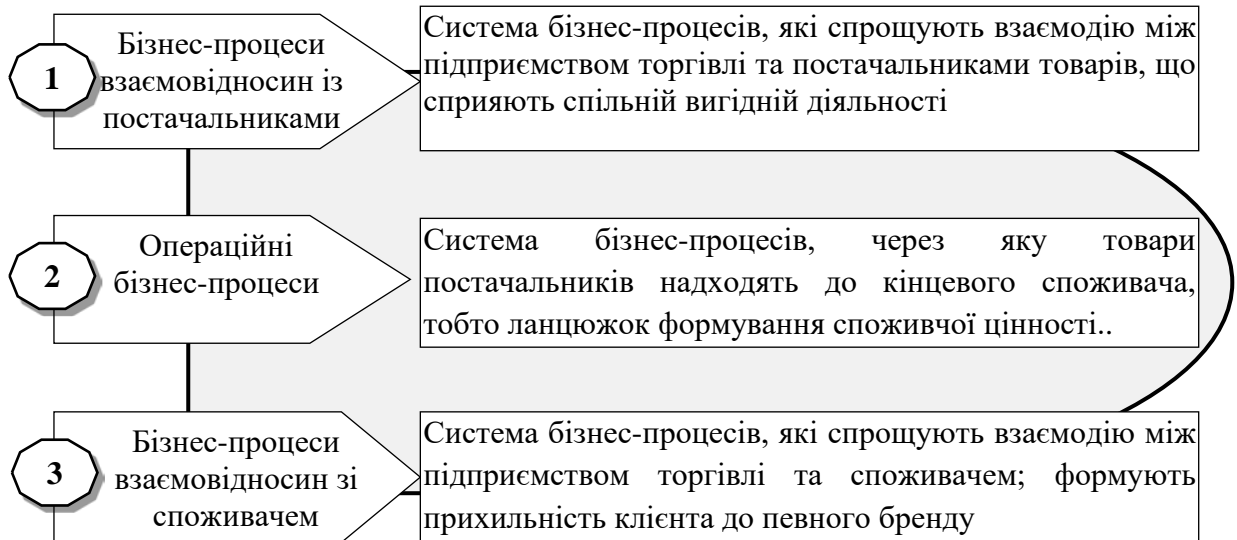 1
Бізнес-процеси
взаємовідносин із
постачальниками
Система бізнес-процесів, які спрощують взаємодію між
підприємством торгівлі та постачальниками товарів, що
сприяють спільній вигідній діяльності
2
Операційні
бізнес-процеси
Система бізнес-процесів, через яку товари
постачальників надходять до кінцевого споживача,
тобто ланцюжок формування споживчої цінності..
3
Бізнес-процеси
взаємовідносин зі
споживачем
Система бізнес-процесів, які спрощують взаємодію між
підприємством торгівлі та споживачем; формують
прихильність клієнта до певного бренду